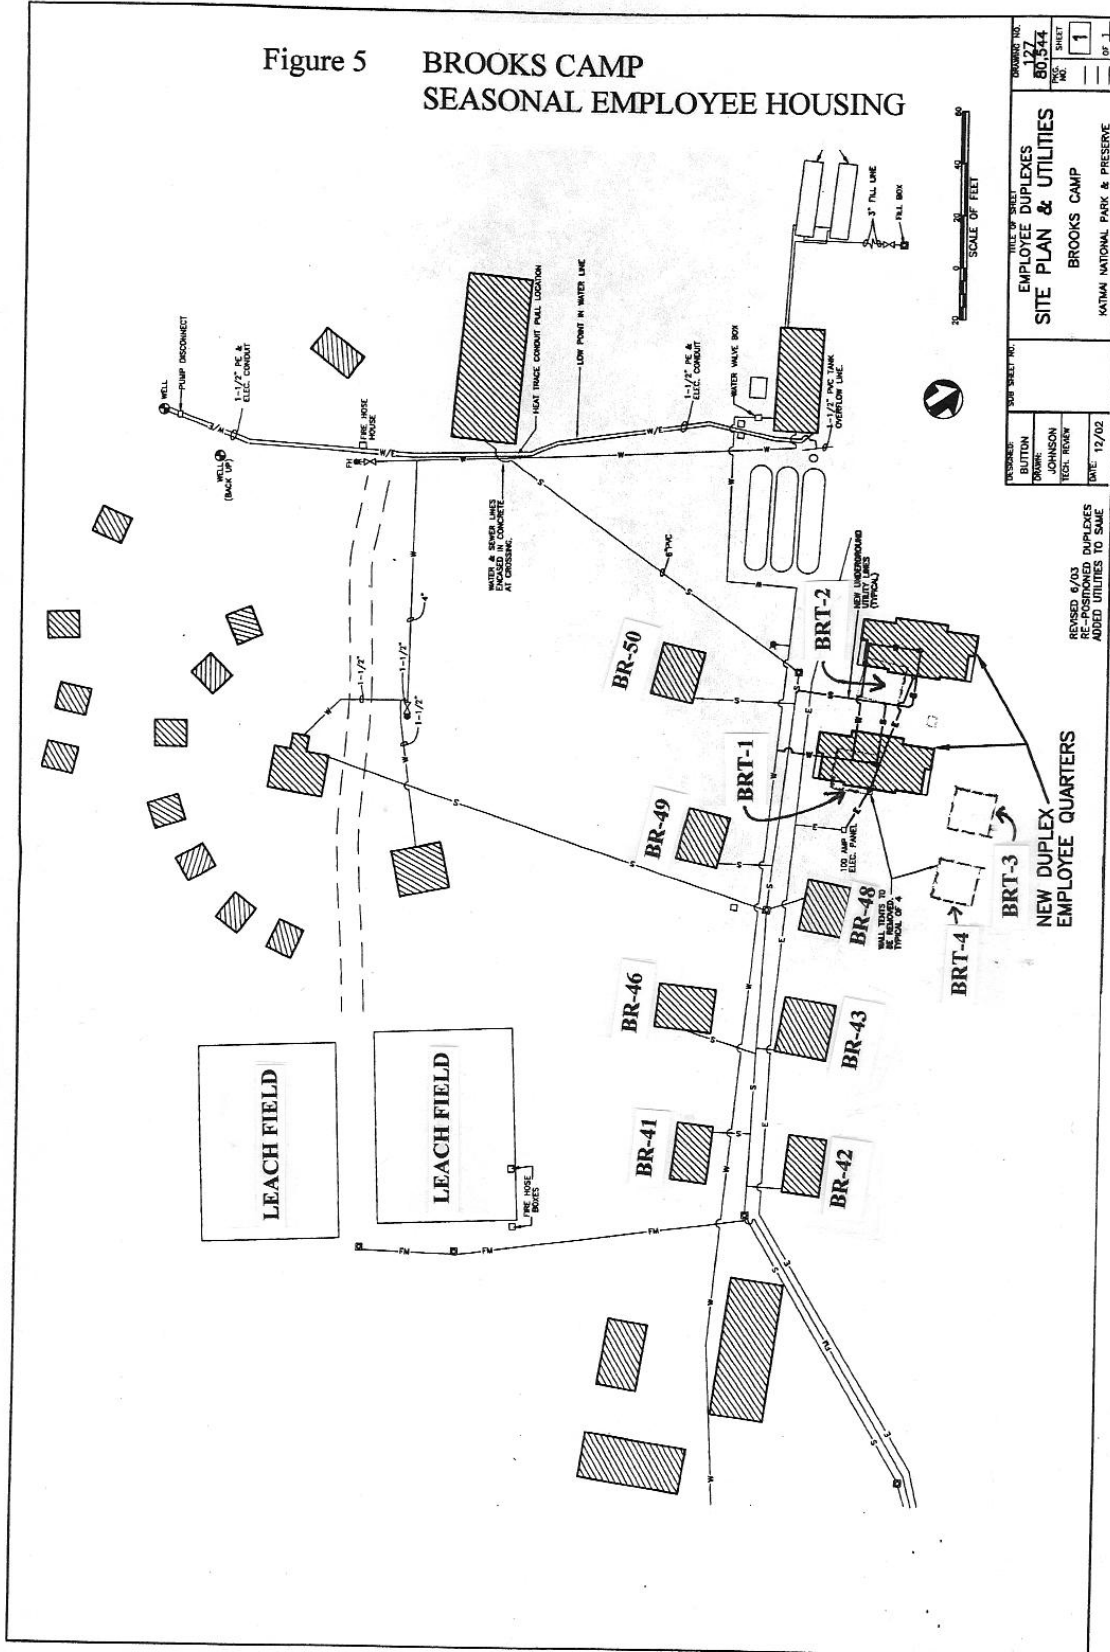 Figure 5 BROOKS CAMP
SEASONAL EMPLOYEE HOUSING
WELL
PUMP DISCONNECT
1-1/2" PE &
ELEC. CONDUIT
WELL
(BACK UP)
FIRE HOSE
HOUSE
FH
W/E
W
HEAT TRACE CONDUIT PULL LOCATION
LOW POINT IN WATER LINE
WATER & SEWER LINES
ENCASED IN CONCRETE
AT CROSSING.
1-1/2" PE &
ELEC. CONDUIT
WATER VALVE BOX
1-1/2" PVC TANK
OVERFLOW LINE.
3" FILL LINE
FILL BOX
20 0 20 40 60
SCALE OF FEET
4"
1-1/2"
1-1/2"
1-1/2"
6"PVC
S
W
E
FM
NEW UNDERGROUND
UTILITY LINES
(TYPICAL)
BRT-2
BR-50
BRT-1
BR-49
100 AMP
ELEC. PANEL
BR-48
WALL TENTS TO
BE REMOVED.
TYPICAL OF 4
BRT-3
BRT-4
NEW DUPLEX
EMPLOYEE QUARTERS
BR-46
BR-43
BR-41
BR-42
LEACH FIELD
LEACH FIELD
FIRE HOSE
BOXES
REVISED 6/03
RE-POSITIONED DUPLEXES
ADDED UTILITIES TO SAME
DESIGNED:
BUTTON
DRAWN:
JOHNSON
TECH. REVIEW
DATE: 12/02
SUB SHEET NO.
TITLE OF SHEET
EMPLOYEE DUPLEXES
SITE PLAN & UTILITIES
BROOKS CAMP
KATMAI NATIONAL PARK & PRESERVE
DRAWING NO.
127
80,544
PKG.
NO.
SHEET
1
OF 1